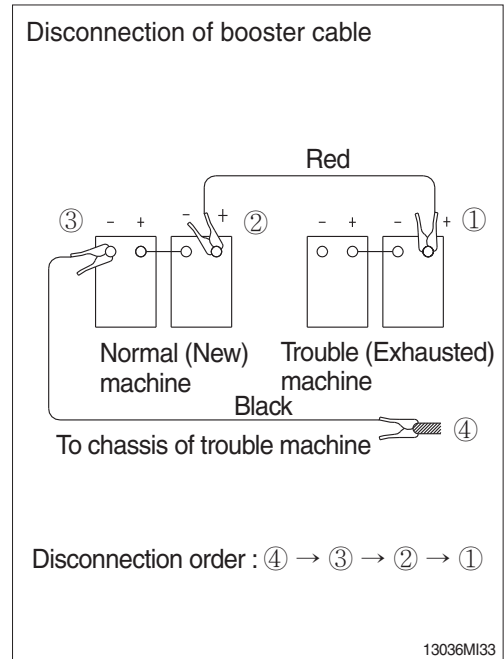 Disconnection of booster cable
Red
③ - + - + ② - + - + ①
Normal (New) Trouble (Exhausted)
machine machine
Black
To chassis of trouble machine ④
Disconnection order : ④ → ③ → ② → ①
13036MI33